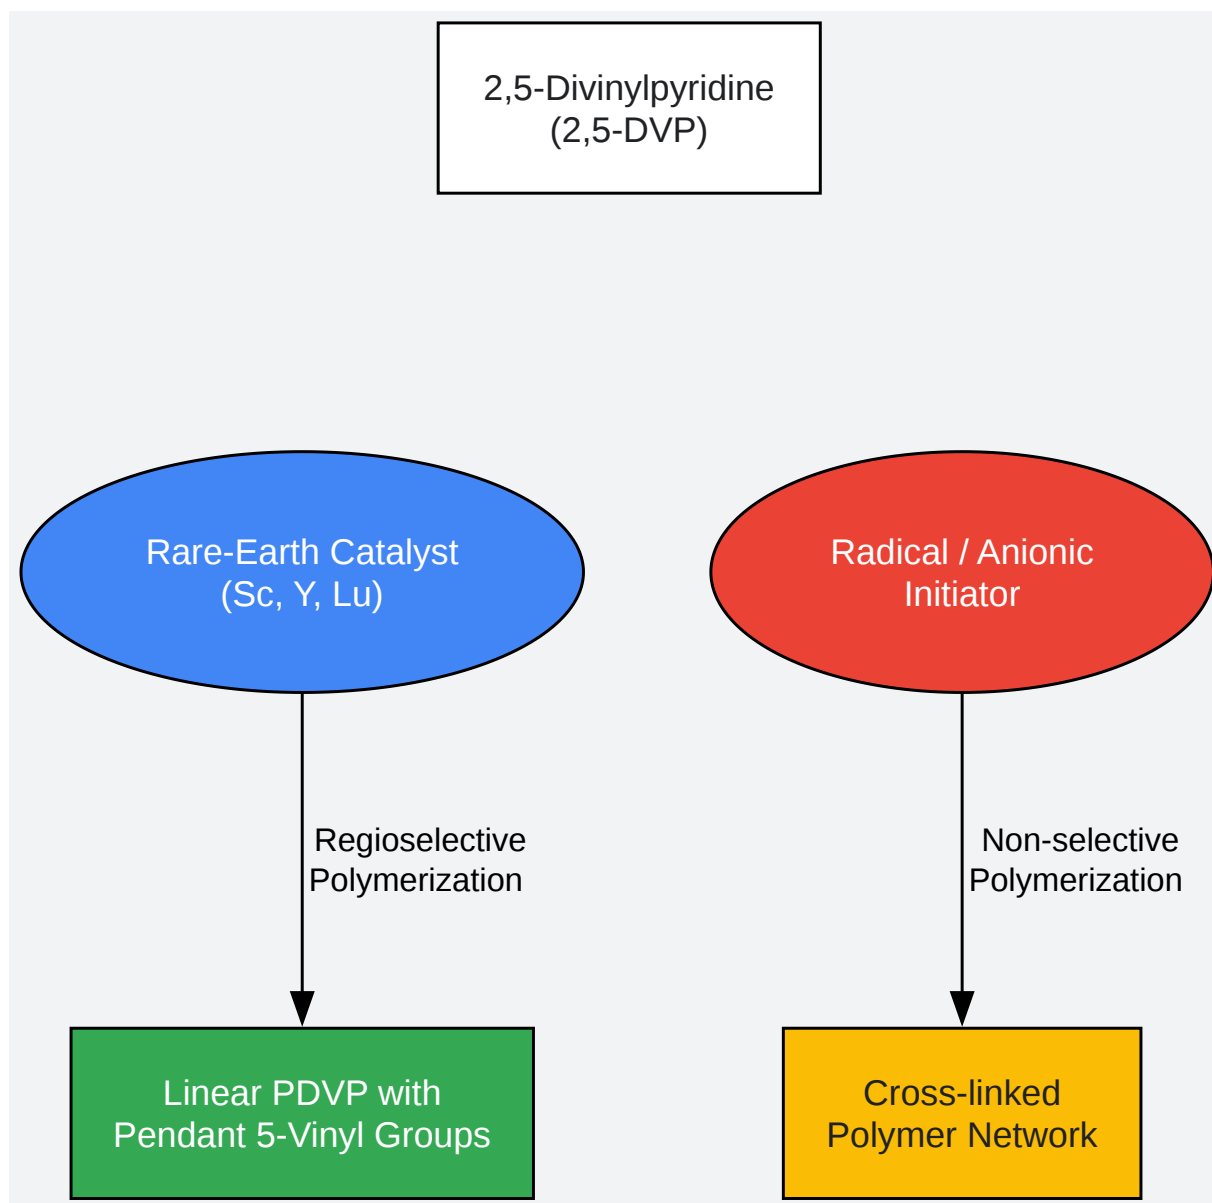 2,5-Divinylpyridine
(2,5-DVP)
Rare-Earth Catalyst
(Sc, Y, Lu)
Radical / Anionic
Initiator
Regioselective
Polymerization
Non-selective
Polymerization
Linear PDVP with
Pendant 5-Vinyl Groups
Cross-linked
Polymer Network